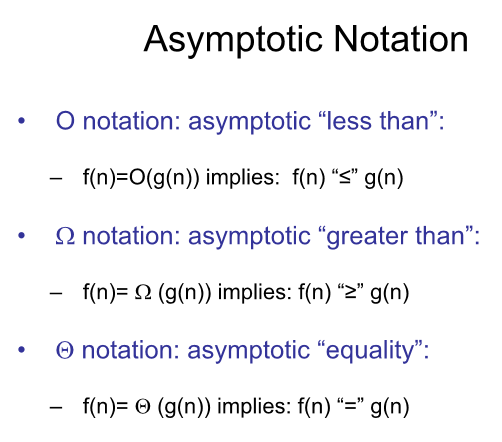 Asymptotic Notation
• O notation: asymptotic “less than”:
– f(n)=O(g(n)) implies: f(n) “≤” g(n)
• Ω notation: asymptotic “greater than”:
– f(n)= Ω (g(n)) implies: f(n) “≥” g(n)
• Θ notation: asymptotic “equality”:
– f(n)= Θ (g(n)) implies: f(n) “=” g(n)